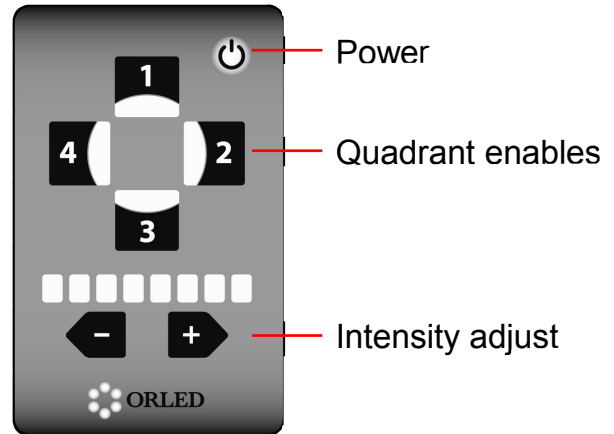 Power
1
4
2
Quadrant enables
3
- +
Intensity adjust
ORLED